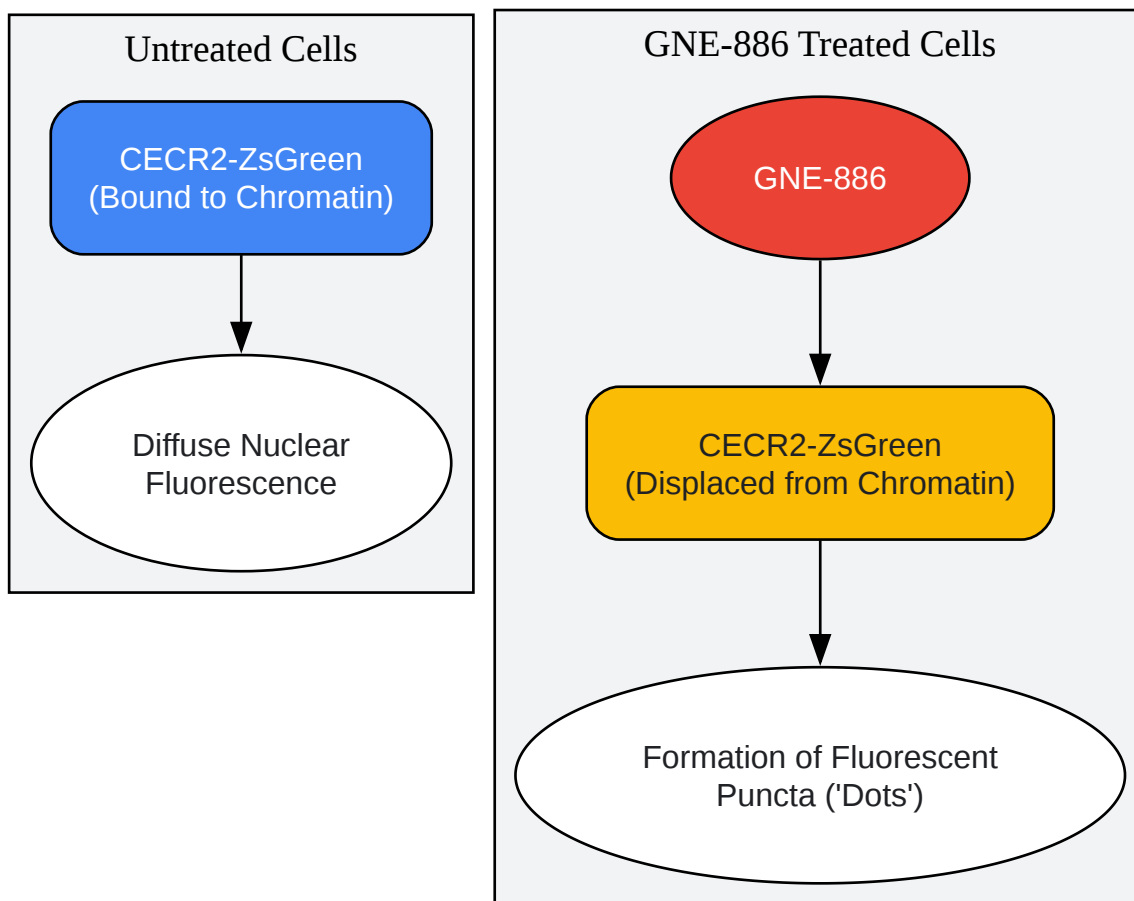 Untreated Cells
CECR2-ZsGreen
(Bound to Chromatin)
Diffuse Nuclear
Fluorescence
GNE-886 Treated Cells
GNE-886
CECR2-ZsGreen
(Displaced from Chromatin)
Formation of Fluorescent
Puncta ('Dots')